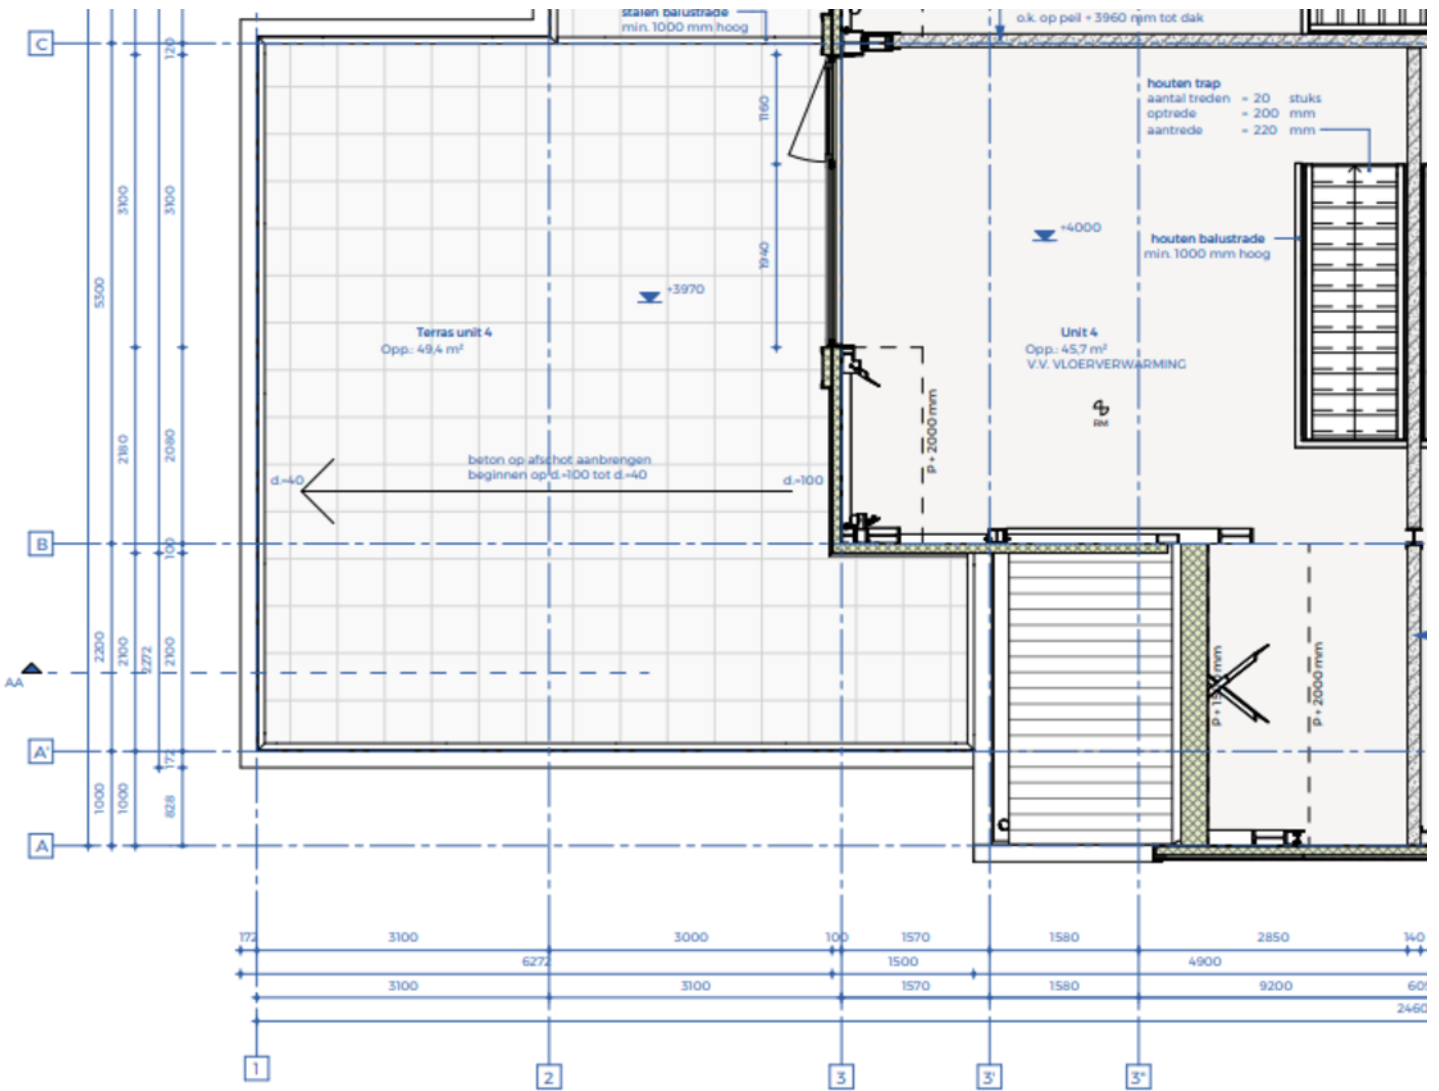 stalen balustrade
min. 1000 mm hoog
o.k. op peil + 3960 mm tot dak
C
120
houten trap
aantal treden = 20 stuks
optrede = 200 mm
aantrede = 220 mm
1160
3100
3100
+4000
houten balustrade
min. 1000 mm hoog
1940
5300
+3970
Terras unit 4
Opp.: 49,4 m²
Unit 4
Opp.: 45,7 m²
V.V. VLOERVERWARMING
RM
P + 2000 mm
2180
2080
beton op afschot aanbrengen
beginnen op d.=100 tot d.=40
d.=40
d.=100
B
100
2200
2100
2272
2100
AA
P + 2000 mm
A'
172
1000
1000
828
A
172
3100
3000
100
1570
1580
2850
140
6272
1500
4900
3100
3100
1570
1580
9200
2460
1
2
3
3'
3"